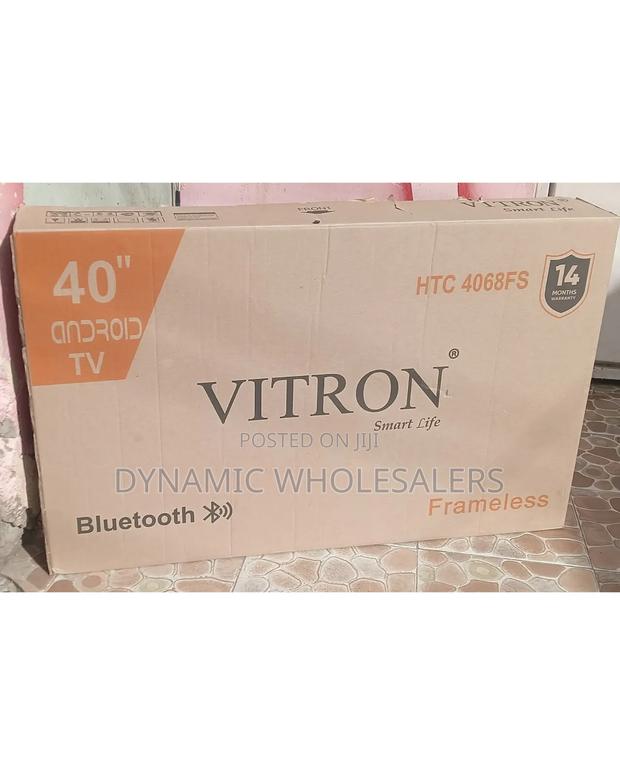 FRONT
VITRON®
Smart Life
40"
ANDROID
TV
HTC 4068FS
14
MONTHS
WARRANTY
VITRON®
Smart Life
POSTED ON JIJI
DYNAMIC WHOLESALERS
Bluetooth
Frameless